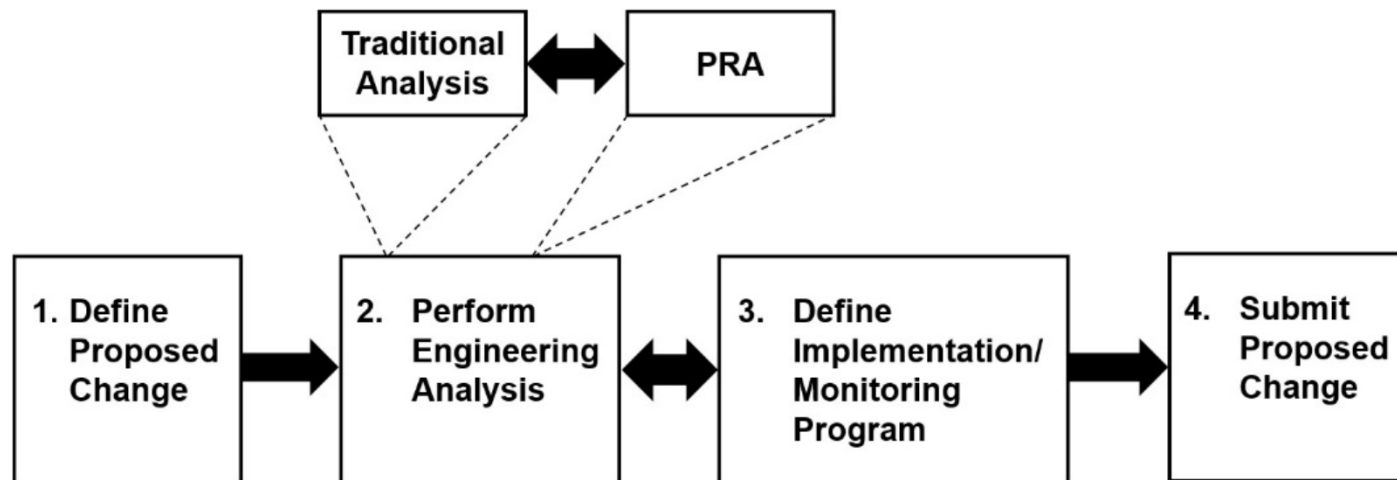 Traditional
Analysis
PRA
1. Define
Proposed
Change
2. Perform
Engineering
Analysis
3. Define
Implementation/
Monitoring
Program
4. Submit
Proposed
Change